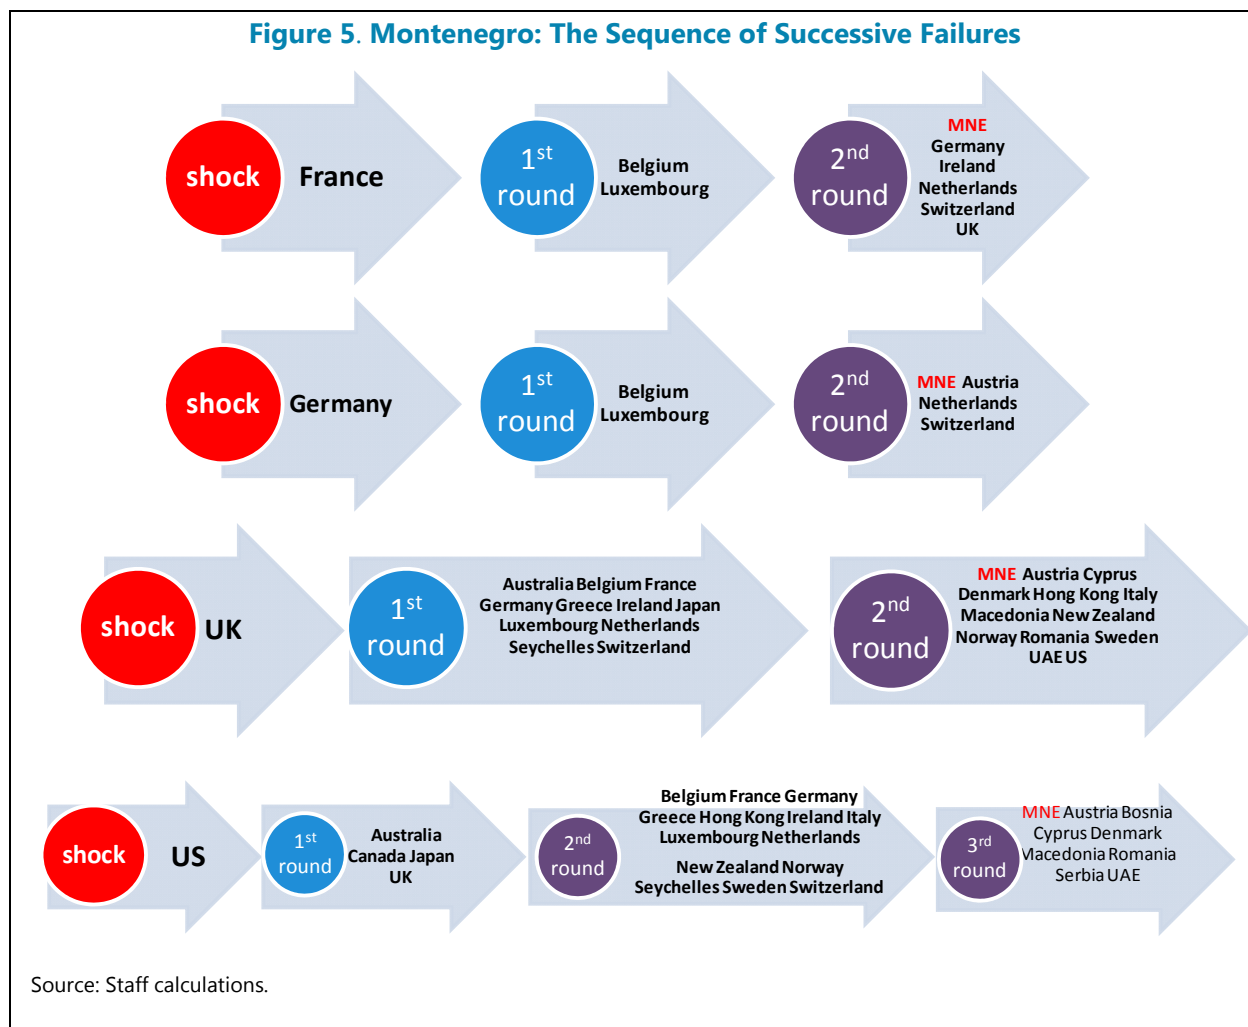 Figure 5. Montenegro: The Sequence of Successive Failures
shock
France
1st
round
Belgium
Luxembourg
2nd
round
MNE
Germany
Ireland
Netherlands
Switzerland
UK
shock
Germany
1st
round
Belgium
Luxembourg
2nd
round
MNE Austria
Netherlands
Switzerland
shock
UK
1st
round
Australia Belgium France
Germany Greece Ireland Japan
Luxembourg Netherlands
Seychelles Switzerland
2nd
round
MNE Austria Cyprus
Denmark Hong Kong Italy
Macedonia New Zealand
Norway Romania Sweden
UAE US
shock
US
1st
round
Australia
Canada Japan
UK
2nd
round
Belgium France Germany
Greece Hong Kong Ireland Italy
Luxembourg Netherlands
New Zealand Norway
Seychelles Sweden Switzerland
3rd
round
MNE Austria Bosnia
Cyprus Denmark
Macedonia Romania
Serbia UAE
Source: Staff calculations.